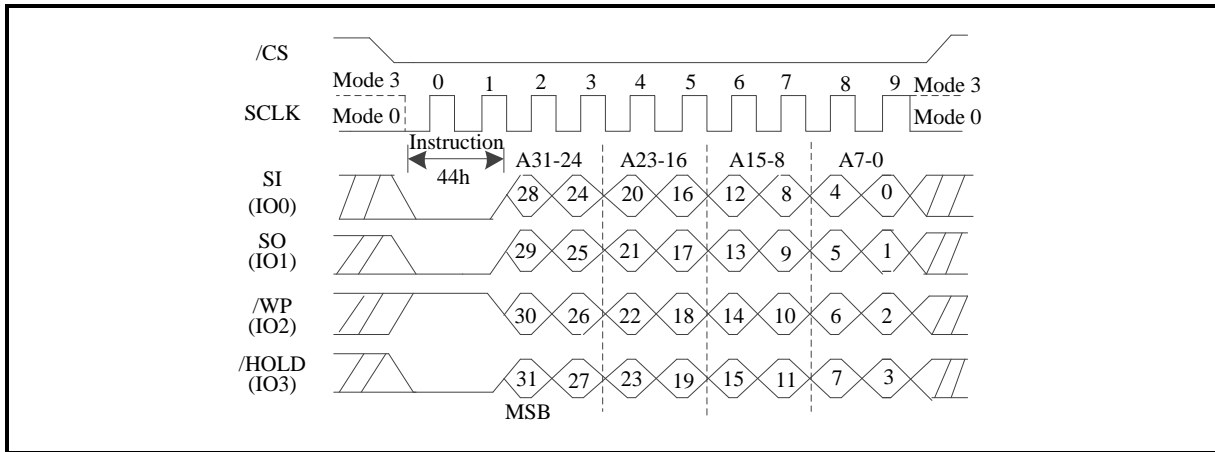 /CS
Mode 3 0 1 2 3 4 5 6 7 8 9 Mode 3
SCLK Mode 0 Mode 0
Instruction
44h
A31-24 A23-16 A15-8 A7-0
SI
(IO0)
28 24 20 16 12 8 4 0
SO
(IO1)
29 25 21 17 13 9 5 1
/WP
(IO2)
30 26 22 18 14 10 6 2
/HOLD
(IO3)
31 27 23 19 15 11 7 3
MSB